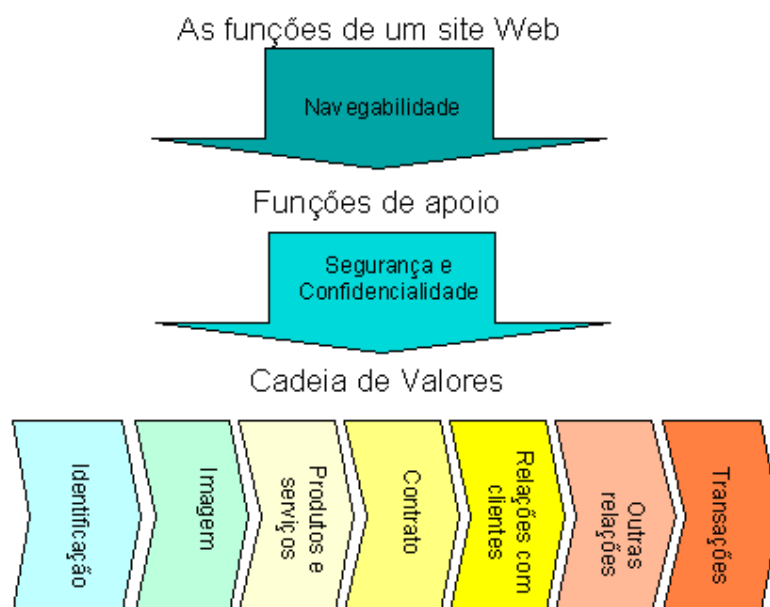 As funções de um site Web
Navegabilidade
Funções de apoio
Segurança e
Confidencialidade
Cadeia de Valores
Identificação
Imagem
Produtos e
serviços
Contrato
Relações com
clientes
Outras
relações
Transações